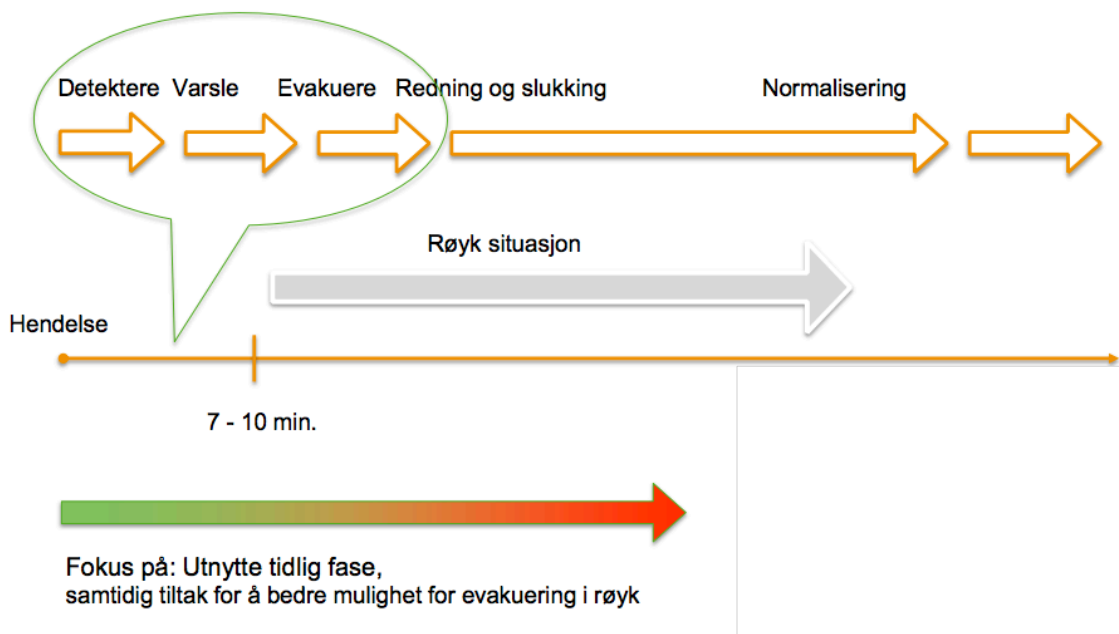 Detektere Varsle Evakuere Redning og slukking Normalisering
Røyk situasjon
Hendelse
7 - 10 min.
Fokus på: Utnytte tidlig fase,
samtidig tiltak for å bedre mulighet for evakuering i røyk